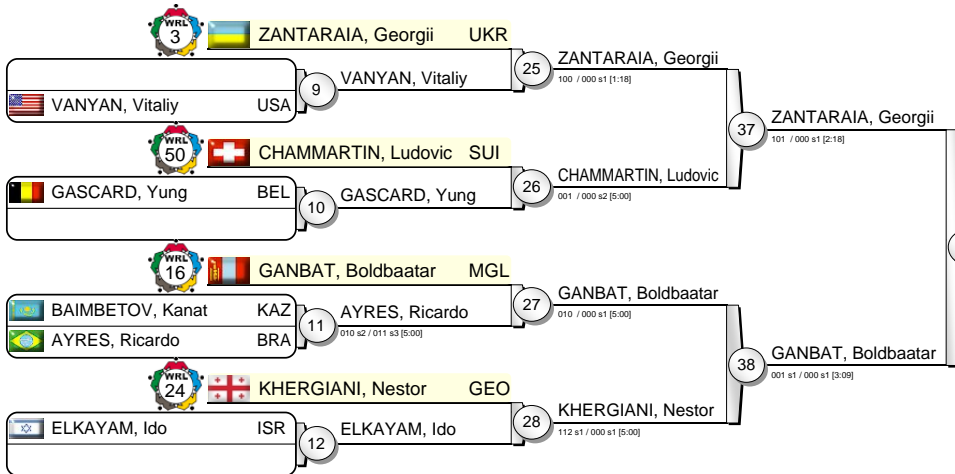 WRL
3
ZANTARAIA, Georgii UKR
VANYAN, Vitaliy USA
9
VANYAN, Vitaliy
25
ZANTARAIA, Georgii
100 / 000 s1 [1:18]
WRL
50
CHAMMARTIN, Ludovic SUI
GASCARD, Yung BEL
10
GASCARD, Yung
26
CHAMMARTIN, Ludovic
001 / 000 s2 [5:00]
37
ZANTARAIA, Georgii
101 / 000 s1 [2:18]
WRL
16
GANBAT, Boldbaatar MGL
BAIMBETOV, Kanat KAZ
AYRES, Ricardo BRA
11
AYRES, Ricardo
010 s2 / 011 s3 [5:00]
27
GANBAT, Boldbaatar
010 / 000 s1 [5:00]
WRL
24
KHERGIANI, Nestor GEO
ELKAYAM, Ido ISR
12
ELKAYAM, Ido
28
KHERGIANI, Nestor
112 s1 / 000 s1 [5:00]
38
GANBAT, Boldbaatar
001 s1 / 000 s1 [3:09]